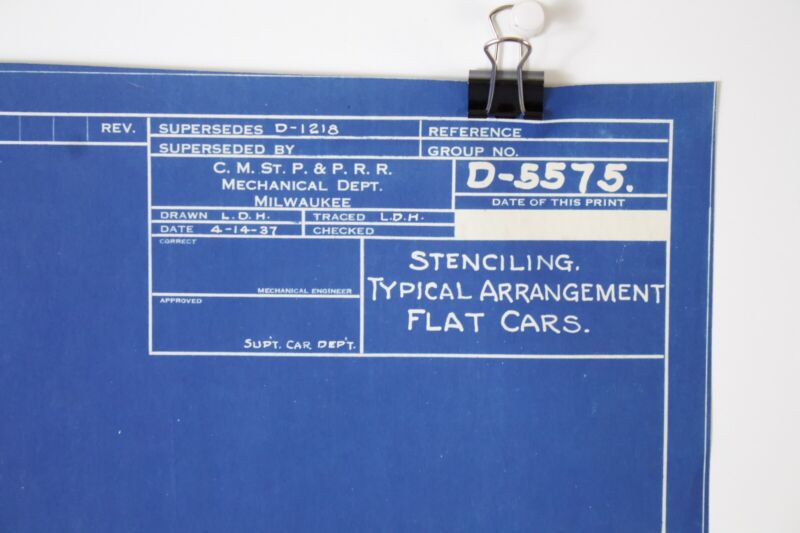 REV.
SUPERSEDES D-1218
REFERENCE
SUPERSEDED BY
GROUP NO.
C. M. ST. P. & P. R. R.
MECHANICAL DEPT.
MILWAUKEE
D-5575.
DATE OF THIS PRINT
DRAWN L.D.H.
TRACED L.D.H.
DATE 4-14-37
CHECKED
CORRECT
MECHANICAL ENGINEER
APPROVED
SUP'T. CAR DEP'T.
STENCILING.
TYPICAL ARRANGEMENT
FLAT CARS.